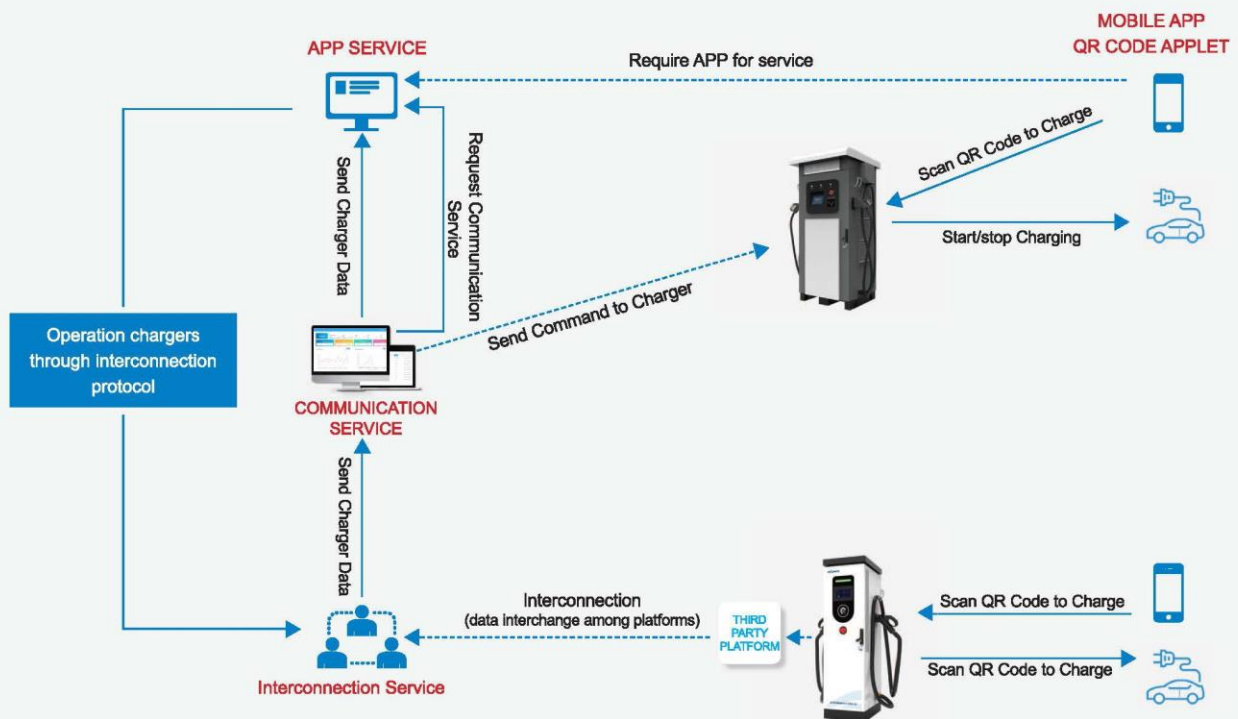 MOBILE APP
QR CODE APPLET
APP SERVICE
Require APP for service
Scan QR Code to Charge
Send Charger Data
Request Communication
Service
Start/stop Charging
Send Command to Charger
Operation chargers
through interconnection
protocol
COMMUNICATION
SERVICE
Send Charger Data
Interconnection
(data interchange among platforms)
THIRD
PARTY
PLATFORM
Scan QR Code to Charge
Scan QR Code to Charge
Interconnection Service